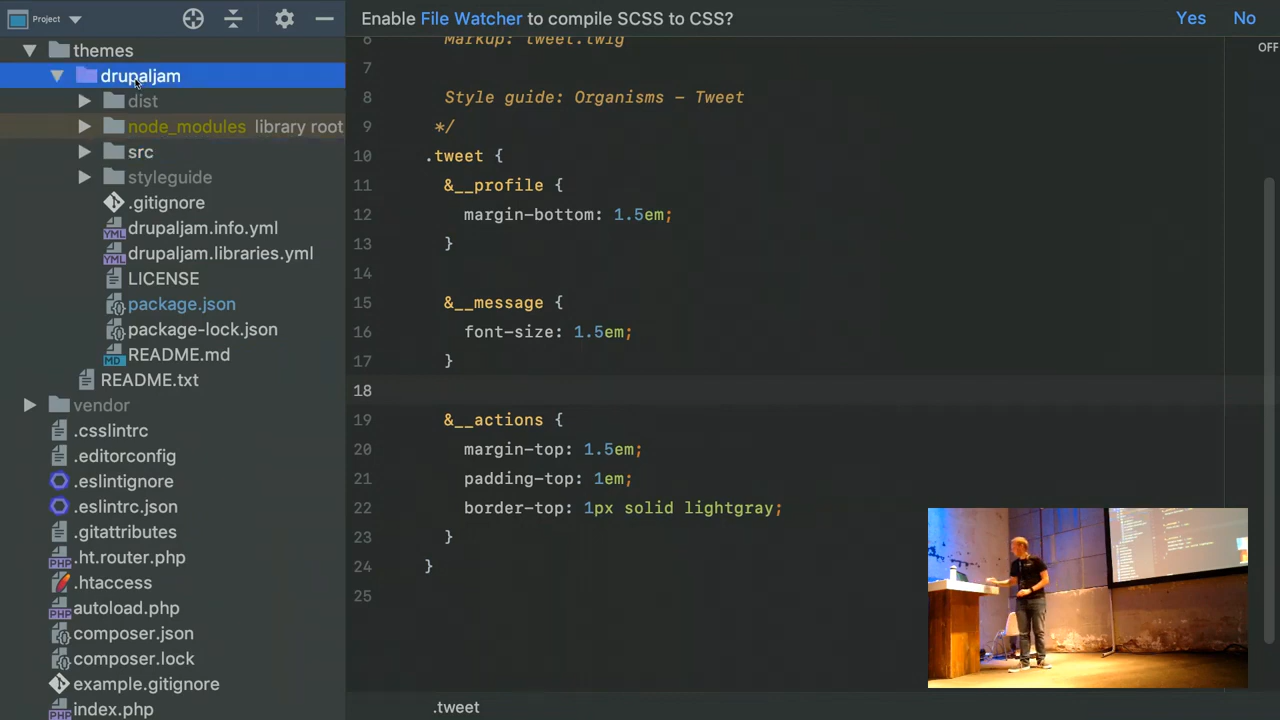 Project
Enable File Watcher to compile SCSS to CSS?
Yes
No
OFF
themes
drupaljam
dist
node_modules library root
src
styleguide
.gitignore
drupaljam.info.yml
drupaljam.libraries.yml
LICENSE
package.json
package-lock.json
README.md
README.txt
vendor
.csslintrc
.editorconfig
.eslintignore
.eslintrc.json
.gitattributes
.ht.router.php
.htaccess
autoload.php
composer.json
composer.lock
example.gitignore
index.php
6 Markup: tweet.twig
7
8 Style guide: Organisms - Tweet
9 */
10 .tweet {
11 &__profile {
12 margin-bottom: 1.5em;
13 }
14
15 &__message {
16 font-size: 1.5em;
17 }
18
19 &__actions {
20 margin-top: 1.5em;
21 padding-top: 1em;
22 border-top: 1px solid lightgray;
23 }
24 }
25
.tweet